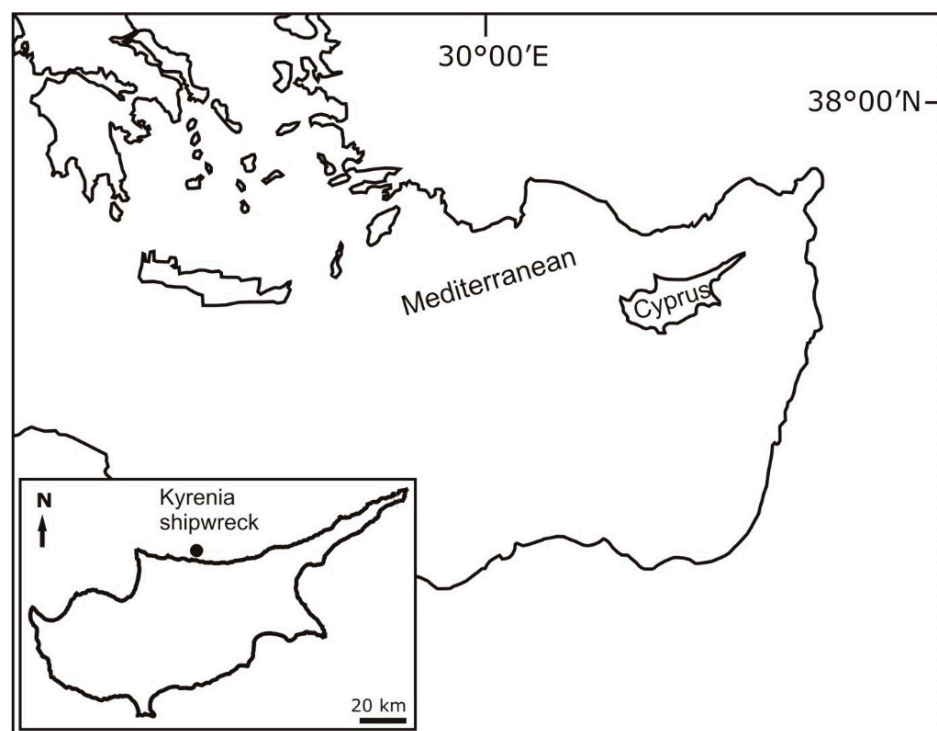 30°00′E
38°00′N
Mediterranean
Cyprus
N
Kyrenia
shipwreck
20 km